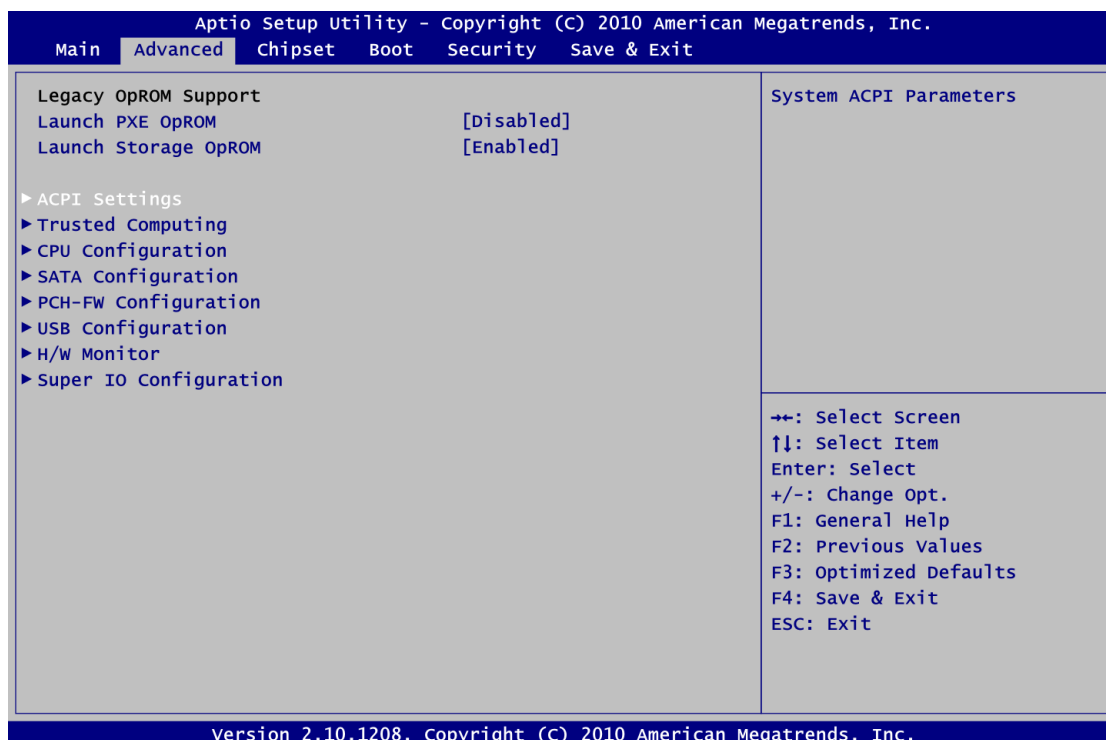 Aptio Setup Utility - Copyright (C) 2010 American Megatrends, Inc.
Main Advanced Chipset Boot Security Save & Exit
Legacy OpROM Support
Launch PXE OpROM [Disabled]
Launch Storage OpROM [Enabled]
► ACPI Settings
► Trusted Computing
► CPU Configuration
► SATA Configuration
► PCH-FW Configuration
► USB Configuration
► H/W Monitor
► Super IO Configuration
System ACPI Parameters
→←: Select Screen
↑↓: Select Item
Enter: Select
+/-: Change Opt.
F1: General Help
F2: Previous Values
F3: Optimized Defaults
F4: Save & Exit
ESC: Exit
Version 2.10.1208. Copyright (C) 2010 American Megatrends, Inc.